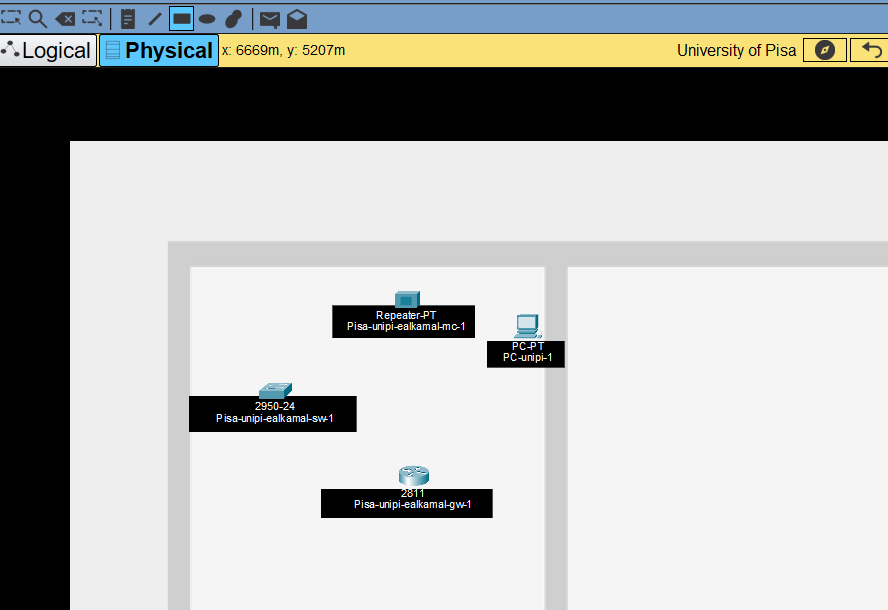 Logical
Physical
x: 6669m, y: 5207m
University of Pisa
Repeater-PT
Pisa-unipi-ealkamal-mc-1
PC-PT
PC-unipi-1
2950-24
Pisa-unipi-ealkamal-sw-1
2811
Pisa-unipi-ealkamal-gw-1